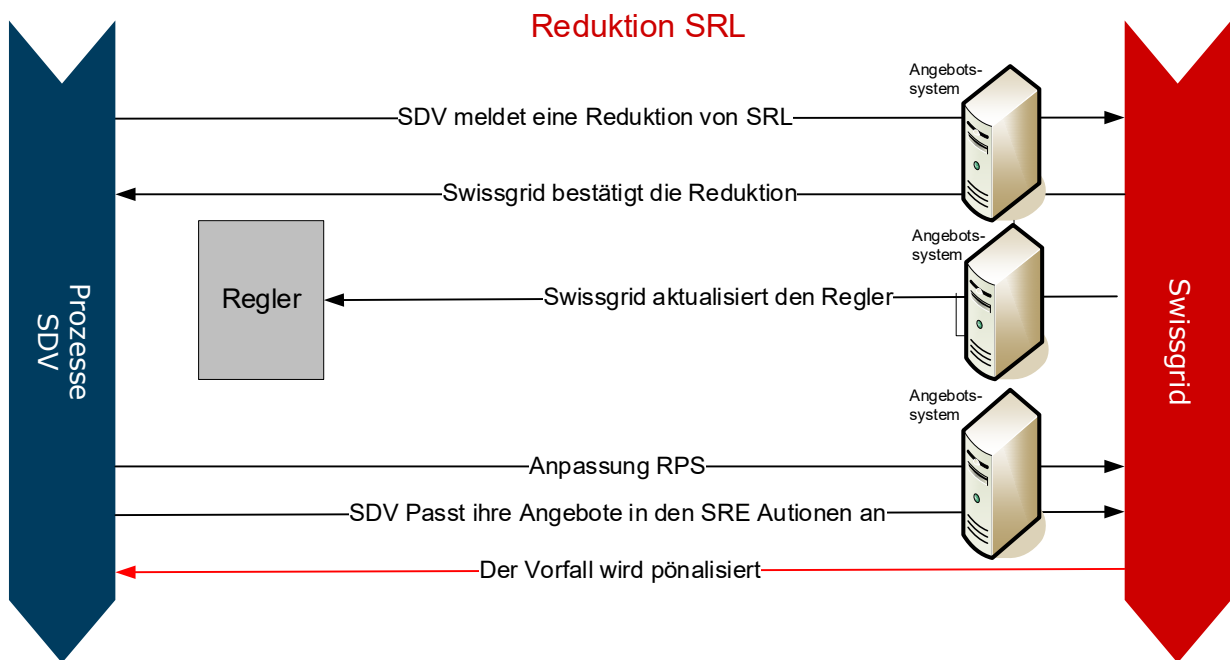 Reduktion SRL
Angebots-
system
SDV meldet eine Reduktion von SRL
Swissgrid bestätigt die Reduktion
Angebots-
system
Regler
Swissgrid aktualisiert den Regler
Prozesse
SDV
Swissgrid
Angebots-
system
Anpassung RPS
SDV Passt ihre Angebote in den SRE Autionen an
Der Vorfall wird pönalisiert